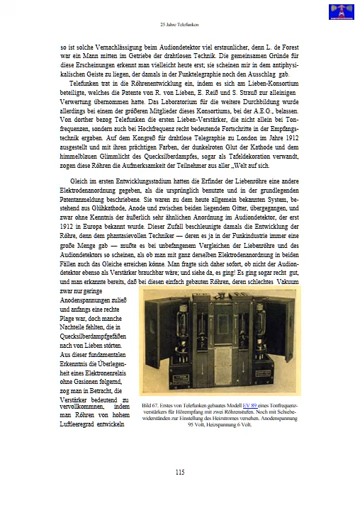 25 Jahre Telefunken
so ist solche Vernachlässigung beim Audiondetektor viel erstaunlicher, denn L. de Forest
war ein Mann mitten im Getriebe der drahtlosen Technik. Die gemeinsamen Gründe für
diese Erscheinungen erkennt man vielleicht heute erst; sie scheinen mir in dem antiphysi-
kalischen Geiste zu liegen, der damals in der Funktelegraphie noch den Ausschlag gab.
Telefunken trat in die Röhrenentwicklung ein, indem es sich am Lieben-Konsortium
beteiligte, welches die Patente von R. von Lieben, E. Reiß und S. Strauß zur alleinigen
Verwertung übernommen hatte. Das Laboratorium für die weitere Durchbildung wurde
allerdings bei einem der größeren Mitglieder dieses Konsortiums, bei der A.E.G., belassen.
Von dorther bezog Telefunken die ersten Lieben-Verstärker, die nicht allein bei Ton-
frequenzen, sondern auch bei Hochfrequenz recht bedeutende Fortschritte in der Empfangs-
technik ergaben. Auf dem Kongreß für drahtlose Telegraphie zu London im Jahre 1912
ausgestellt und mit ihren prächtigen Farben, der dunkelroten Glut der Kathode und dem
himmelblauen Glimmlicht des Quecksilberdampfes, sogar als Tafeldekoration verwandt,
zogen diese Röhren die Aufmerksamkeit der Teilnehmer aus aller „Welt auf sich.
Gleich im ersten Entwicklungsstadium hatten die Erfinder der Liebenröhre eine andere
Elektrodenanordnung gegeben, als die ursprünglich benutzte und in der grundlegenden
Patentanmeldung beschriebene. Sie waren zu dem heute allgemein bekannten System, be-
stehend aus Glühkathode, Anode und zwischen beiden liegendem Gitter, übergegangen, und
zwar ohne Kenntnis der äußerlich sehr ähnlichen Anordnung im Audiondetektor, der erst
1912 in Europa bekannt wurde. Dieser Zufall beschleunigte damals die Entwicklung der
Röhre, denn dem phantasievollen Techniker — deren es ja in der Funkindustrie immer eine
große Menge gab — mußte es bei unbefangenem Vergleichen der Liebenröhre und des
Audiondetektors so scheinen, als ob man mit ganz derselben Elektrodenanordnung in beiden
Fällen auch das Gleiche erreichen könne. Man fragte sich daher sofort, ob nicht der Audion-
detektor ebenso als Verstärker brauchbar wäre; und siehe da, es ging! Es ging sogar recht gut,
und man erkannte bereits, daß bei diesen einfach gebauten Röhren, deren schlechtes Vakuum
zwar nur geringe
Anodenspannungen zuließ
und anfangs eine rechte
Plage war, doch manche
Nachteile fehlten, die in
Quecksilberdampfgefäßen
nach von Lieben störten.
Aus dieser fundamentalen
Erkenntnis die Überlegen-
heit eines Elektronenrelais
ohne Gasionen folgernd,
zog man in Betracht, die
Verstärker bedeutend zu
vervollkommnen, indem
man Röhren von hohem
Luftleeregrad entwickeln
Bild 67. Erstes von Telefunken gebautes Modell EV 89 eines Tonfrequenz-
verstärkers für Hörempfang mit zwei Röhrenstufen. Noch mit Schiebe-
widerständen zur Einstellung des Heizstromes versehen. Anodenspannung
95 Volt, Heizspannung 6 Volt.
115